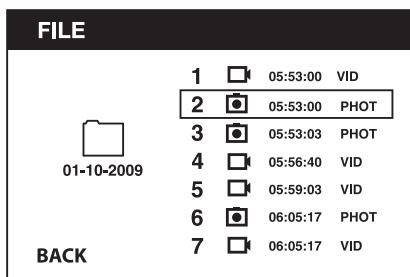 FILE
1 05:53:00 VID
2 05:53:00 PHOT
3 05:53:03 PHOT
4 05:56:40 VID
5 05:59:03 VID
6 06:05:17 PHOT
7 06:05:17 VID
01-10-2009
BACK